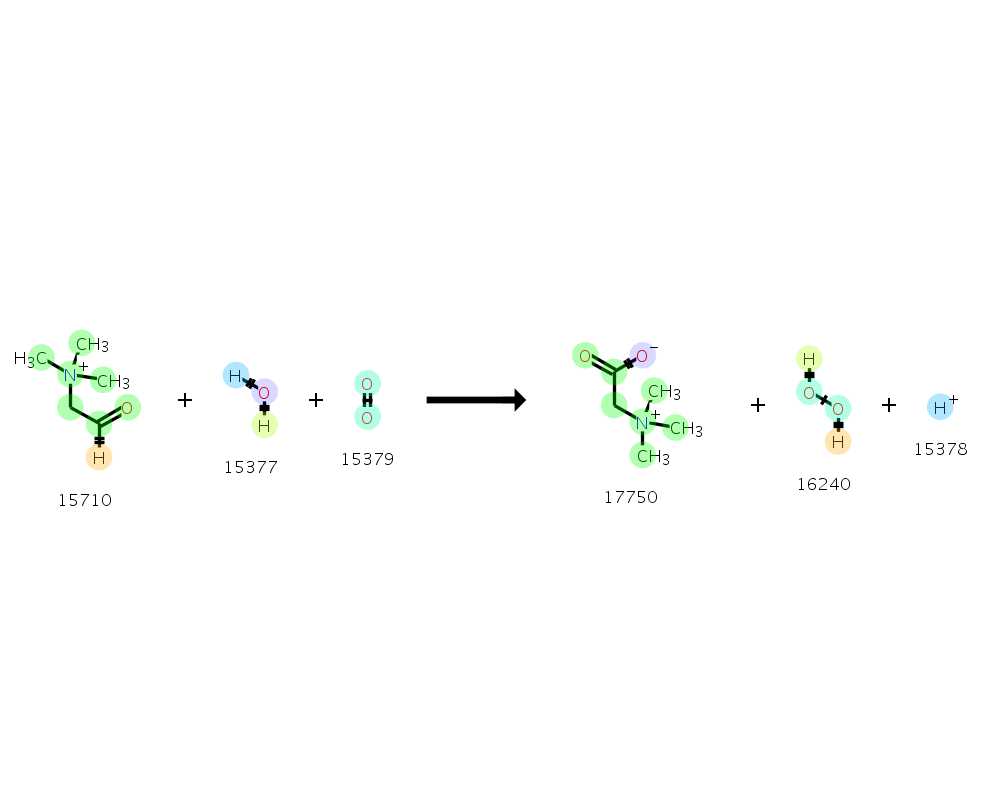 CH3
H3C
N+
CH3
O
H
15710
+
H
O
H
15377
+
O
O
15379
O
O−
CH3
N+
CH3
CH3
17750
+
H
O
O
H
16240
+
H+
15378